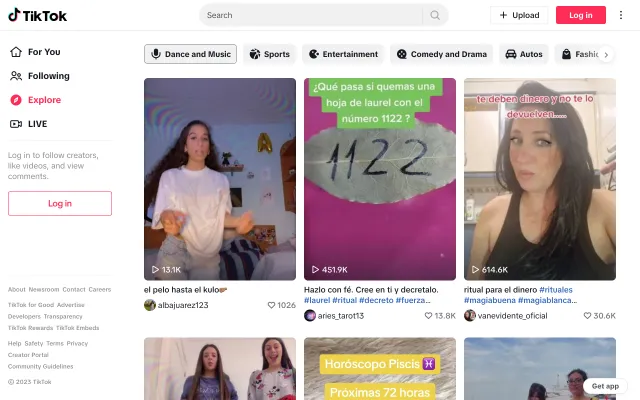 TikTok
Search
Upload
Log in
For You
Following
Explore
LIVE
Log in to follow creators,
like videos, and view
comments.
Log in
About Newsroom Contact Careers
TikTok for Good Advertise
Developers Transparency
TikTok Rewards TikTok Embeds
Help Safety Terms Privacy
Creator Portal
Community Guidelines
© 2023 TikTok
Dance and Music
Sports
Entertainment
Comedy and Drama
Autos
Fashic
A
13.1K
el pelo hasta el kulo
albajuarez123
1026
¿Qué pasa si quemas una
hoja de laurel con el
número 1122 ?
1122
451.9K
Hazlo con fé. Cree en ti y decretalo.
#laurel #ritual #decreto #fuerza...
aries_tarot13
13.8K
te deben dinero y no te lo
devuelven.....
614.6K
ritual para el dinero #rituales
#magiabuena #magiablanca...
vanevidente_oficial
30.6K
Horóscopo Piscis
Próximas 72 horas
Get app